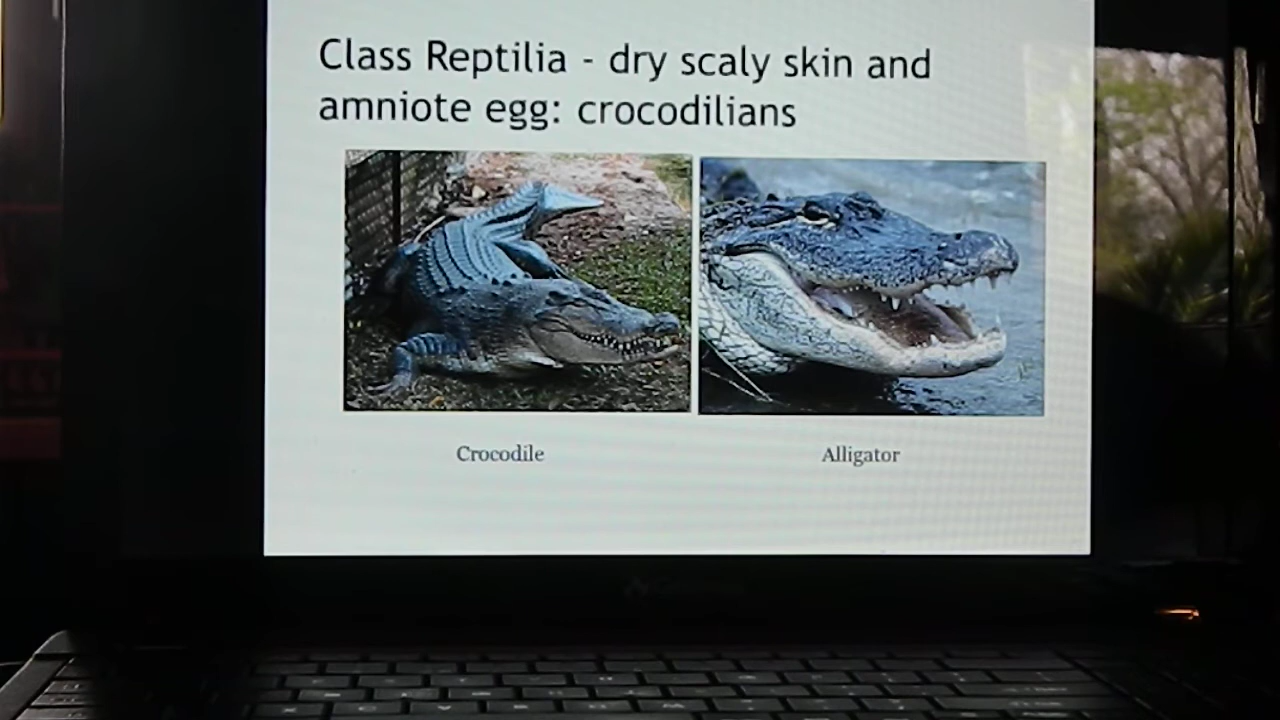 Class Reptilia - dry scaly skin and
amniote egg: crocodilians
Crocodile
Alligator